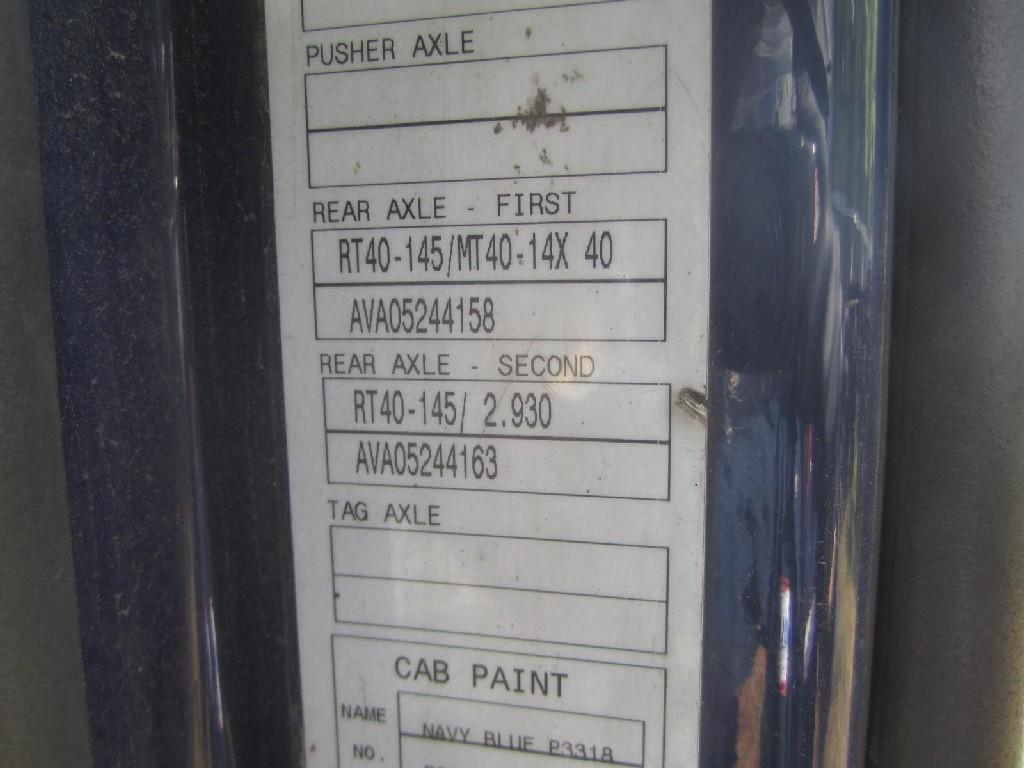 PUSHER AXLE
REAR AXLE - FIRST
RT40-145/MT40-14X 40
AVA05244158
REAR AXLE - SECOND
RT40-145/ 2.930
AVA05244163
TAG AXLE
CAB PAINT
NAME NAVY BLUE P3318
NO.